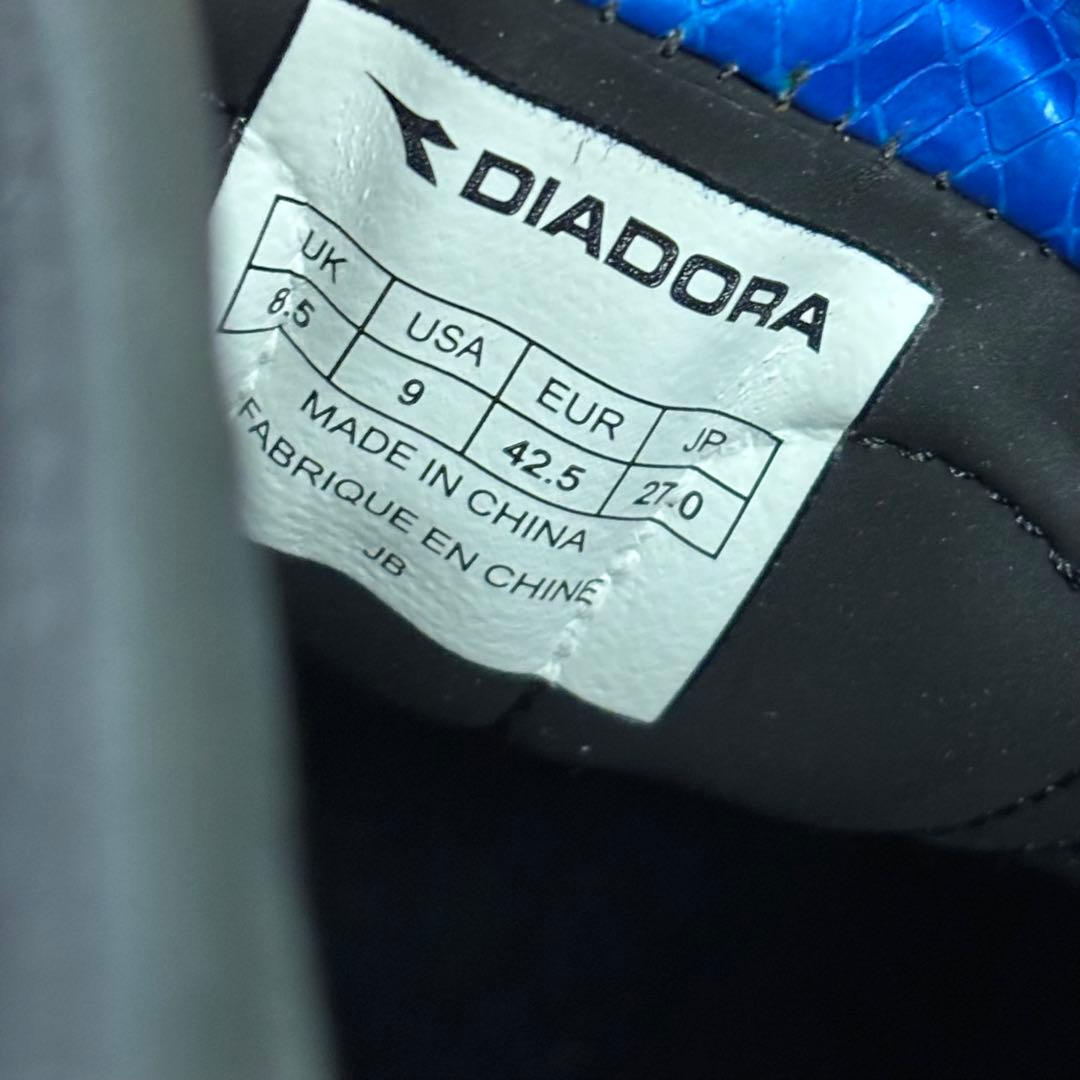 DIADORA
UK USA EUR JP
8.5 9 42.5 27.0
MADE IN CHINA
FABRIQUE EN CHINE
JB